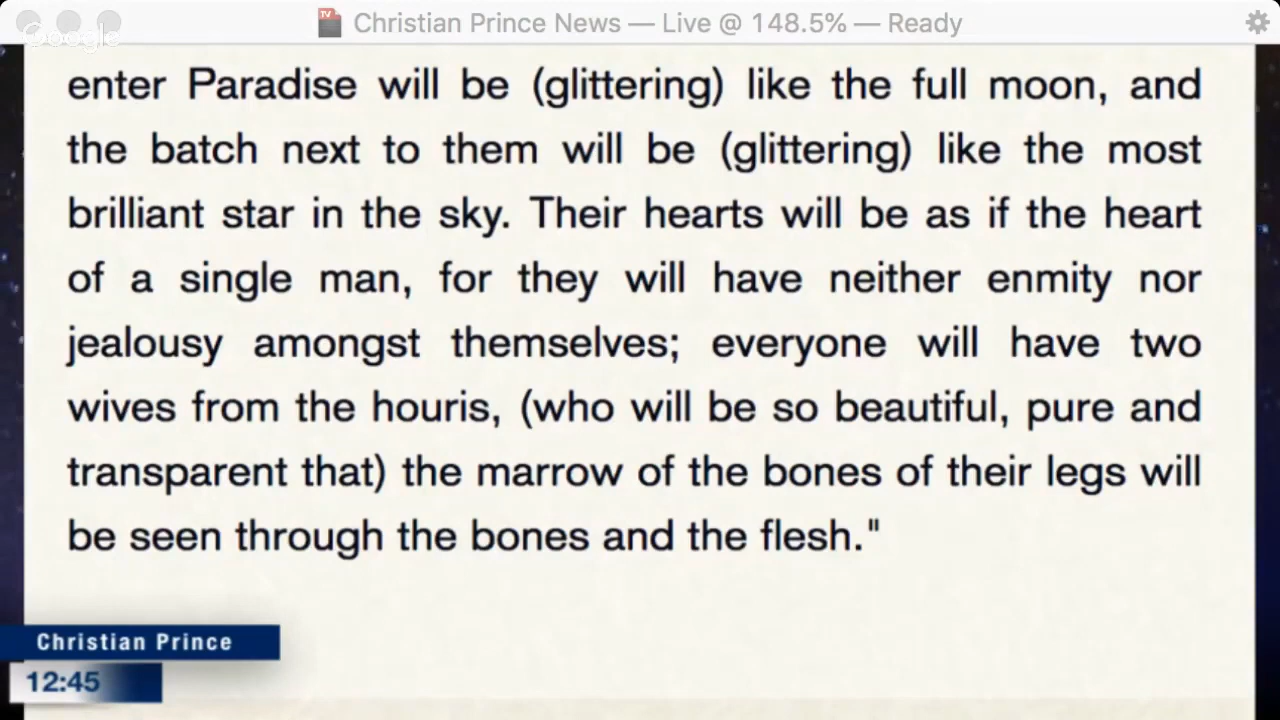 Christian Prince News — Live @ 148.5% — Ready
Google
enter Paradise will be (glittering) like the full moon, and
the batch next to them will be (glittering) like the most
brilliant star in the sky. Their hearts will be as if the heart
of a single man, for they will have neither enmity nor
jealousy amongst themselves; everyone will have two
wives from the houris, (who will be so beautiful, pure and
transparent that) the marrow of the bones of their legs will
be seen through the bones and the flesh."
Christian Prince
12:45